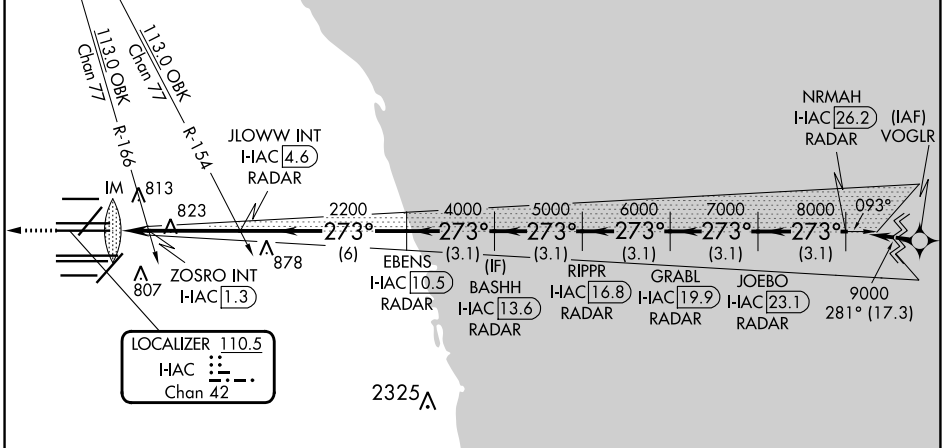 113.0 OBK
Chan 77
R-166
113.0 OBK
Chan 77
R-154
JLOWW INT
I-IAC 4.6
RADAR
NRMAH
I-IAC 26.2
RADAR
(IAF)
VOGLR
IM
813
823
2200
4000
5000
6000
7000
8000
093°
273°
273°
273°
273°
273°
273°
(6)
(3.1)
(3.1)
(3.1)
(3.1)
(3.1)
878
807
ZOSRO INT
I-IAC 1.3
EBENS
I-IAC 10.5
RADAR
(IF)
BASHH
I-IAC 13.6
RADAR
RIPPR
I-IAC 16.8
RADAR
GRABL
I-IAC 19.9
RADAR
JOEBO
I-IAC 23.1
RADAR
9000
281° (17.3)
LOCALIZER 110.5
I-IAC
Chan 42
2325